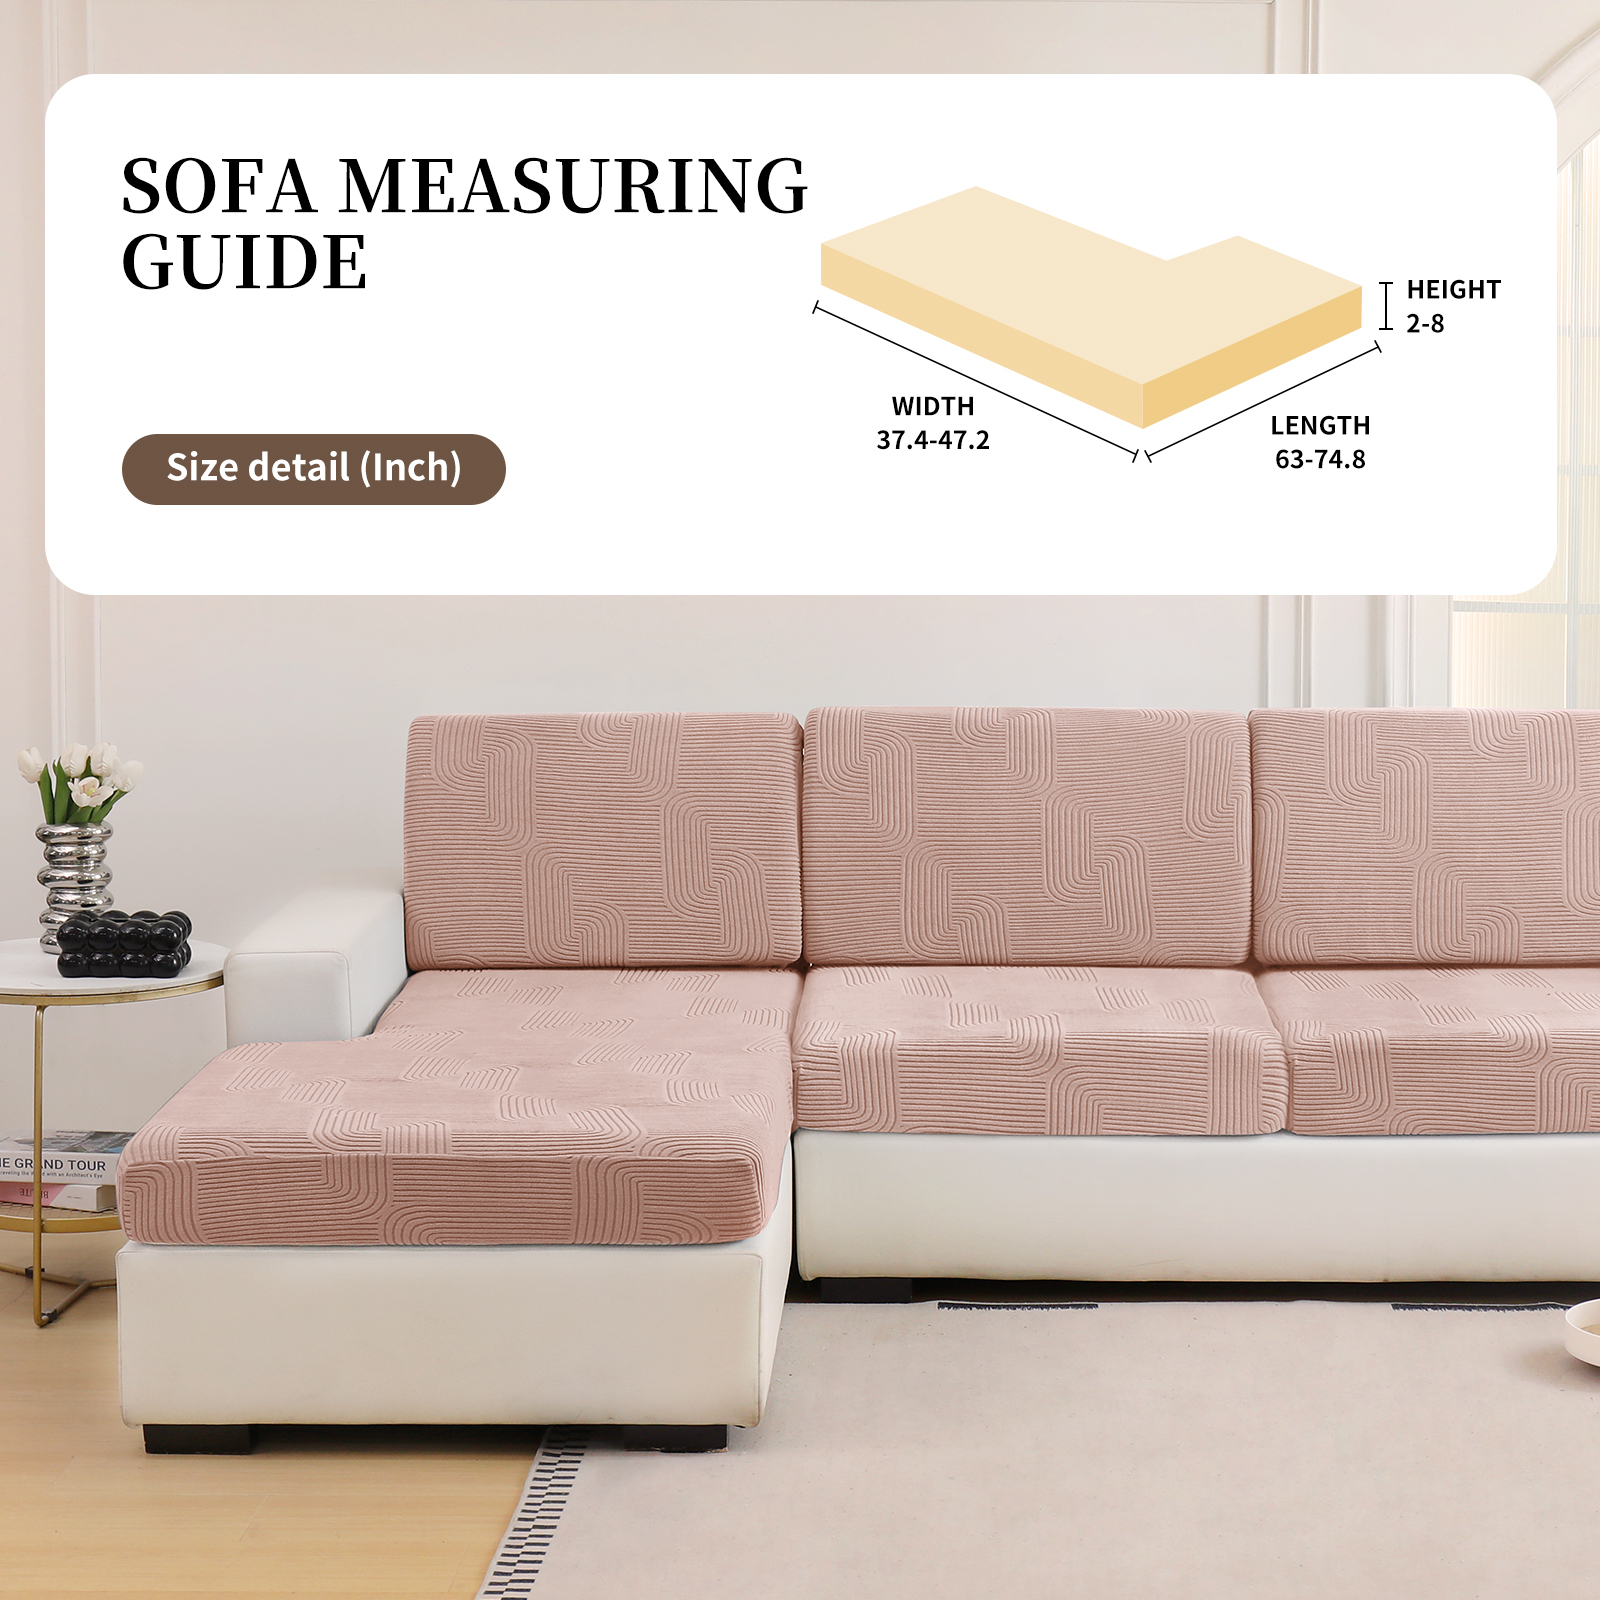 SOFA MEASURING
GUIDE
Size detail (Inch)
HEIGHT
2-8
WIDTH
37.4-47.2
LENGTH
63-74.8
GRAND TOUR